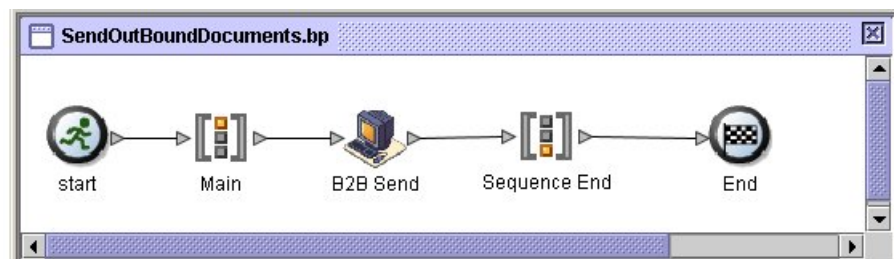 SendOutBoundDocuments.bp
start
Main
B2B Send
Sequence End
End